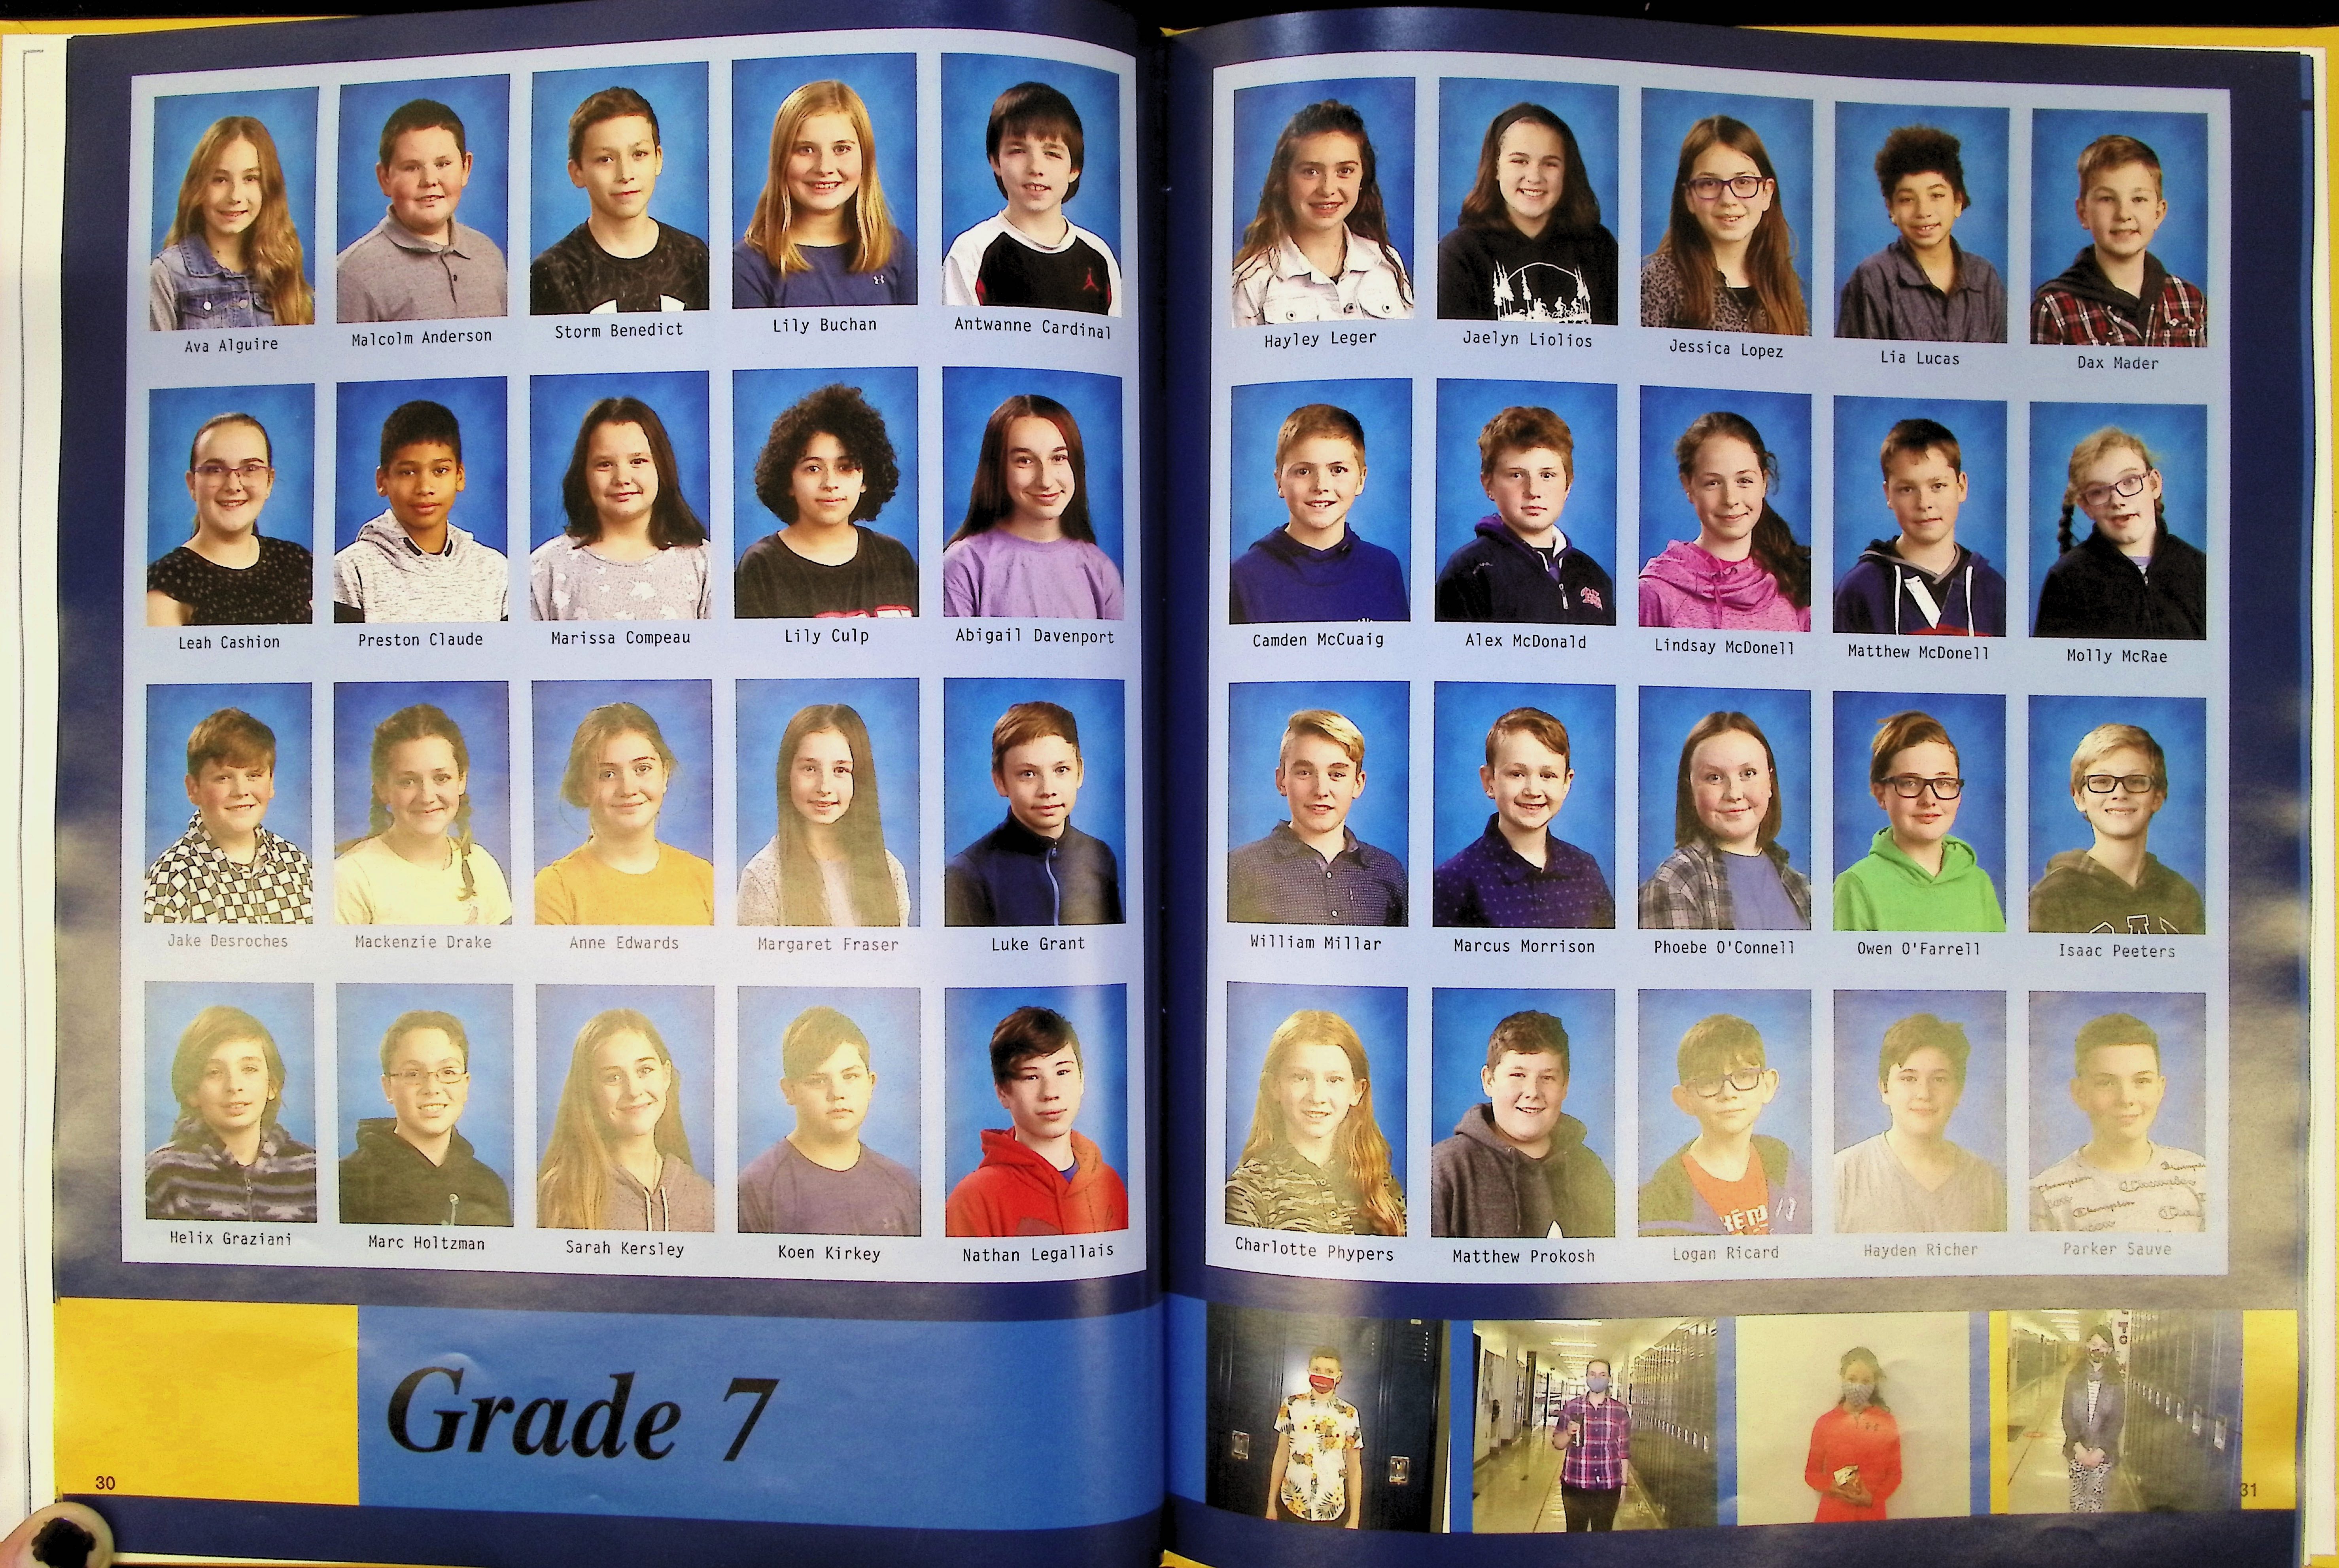 Ava Alguire Malcolm Anderson Storm Benedict Lily Buchan Antwanne Cardinal
Leah Cashion Preston Claude Marissa Compeau Lily Culp Abigail Davenport
Jake Desroches Mackenzie Drake Anne Edwards Margaret Fraser Luke Grant
Helix Graziani Marc Holtzman Sarah Kersley Koen Kirkey Nathan Legallais
Grade 7
30
Hayley Leger Jaelyn Liolios Jessica Lopez Lia Lucas Dax Mader
Camden McCuaig Alex McDonald Lindsay McDonell Matthew McDonell Molly McRae
William Millar Marcus Morrison Phoebe O'Connell Owen O'Farrell Isaac Peeters
Champion
Champion
Champion
Charlotte Phypers Matthew Prokosh Logan Ricard Hayden Richer Parker Sauve
31